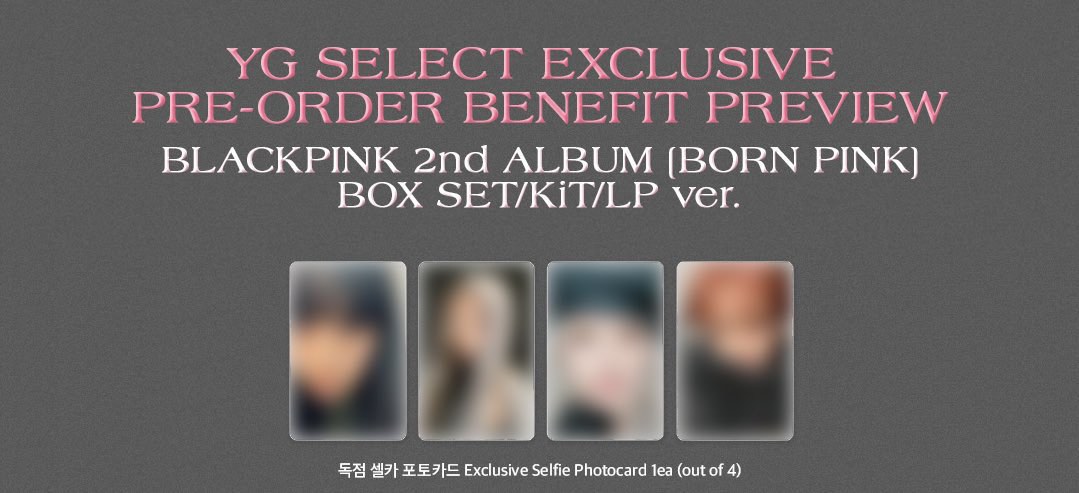 YG SELECT EXCLUSIVE
PRE-ORDER BENEFIT PREVIEW
BLACKPINK 2nd ALBUM [BORN PINK]
BOX SET/KiT/LP ver.
독점 셀카 포토카드 Exclusive Selfie Photocard 1ea (out of 4)